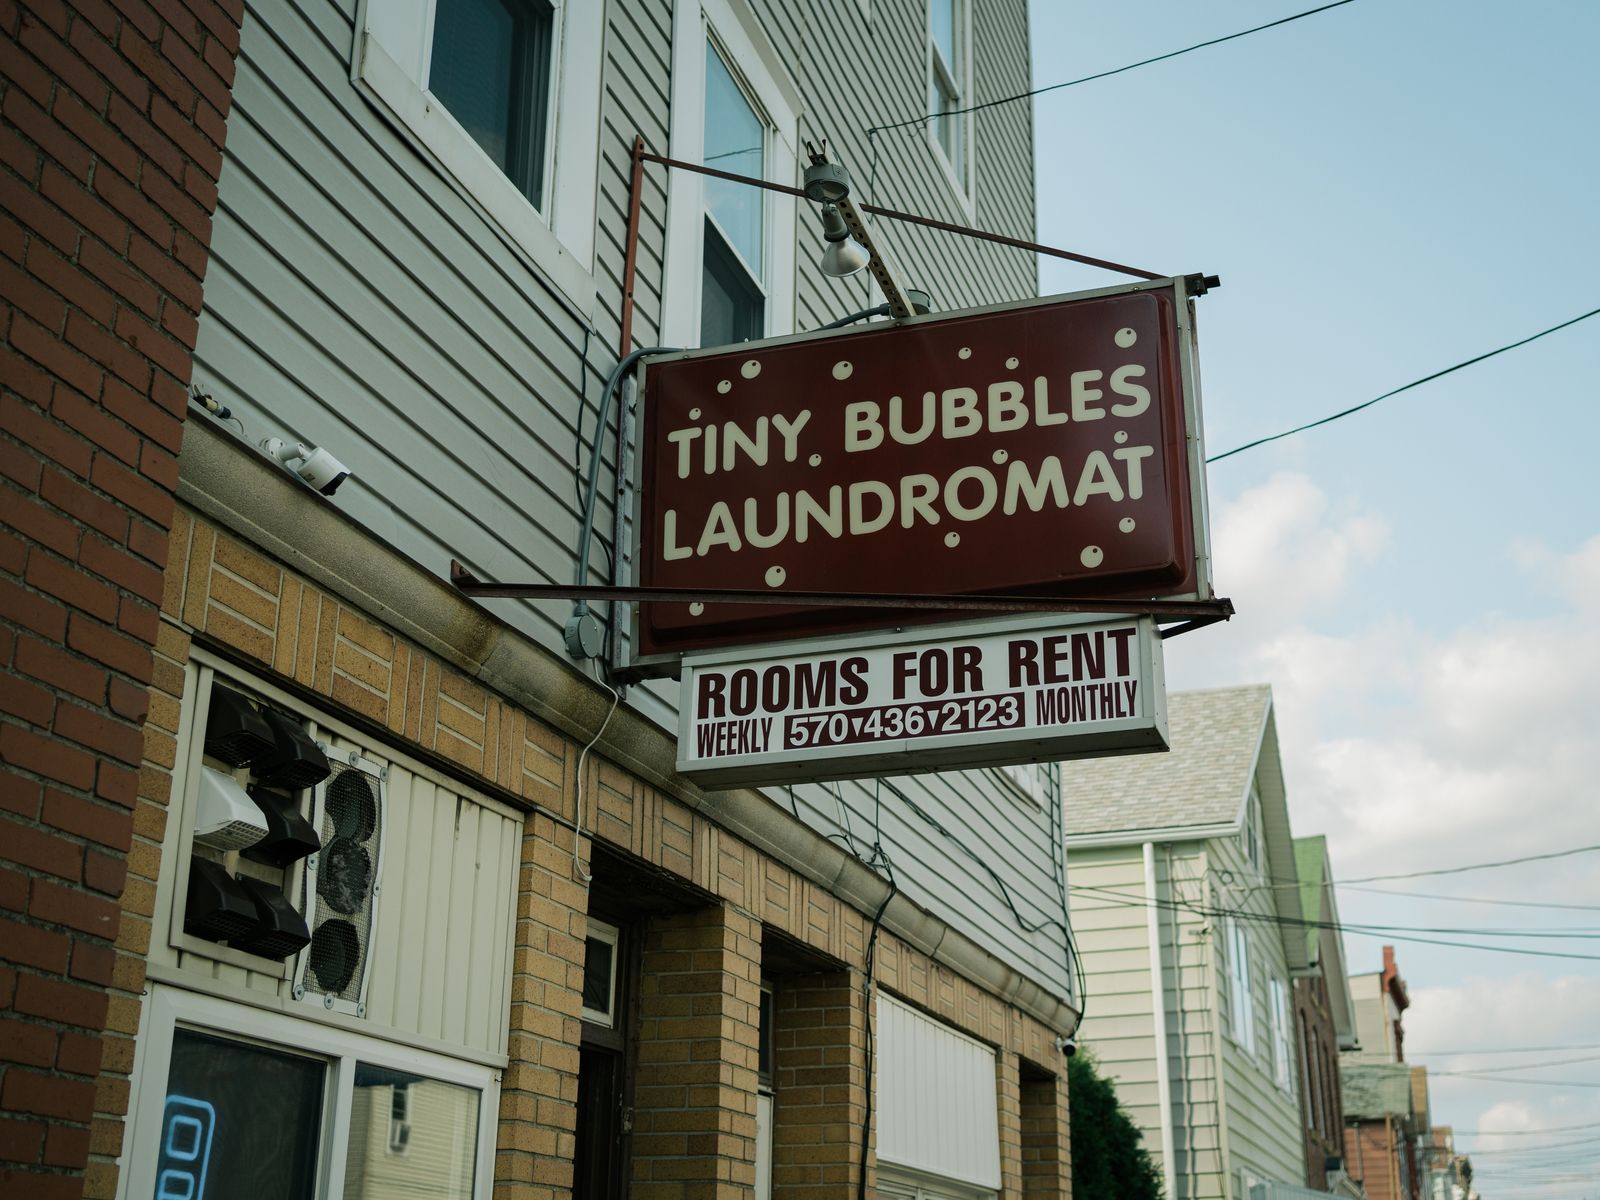 TINY BUBBLES
LAUNDROMAT
ROOMS FOR RENT
WEEKLY 570▾436▾2123 MONTHLY